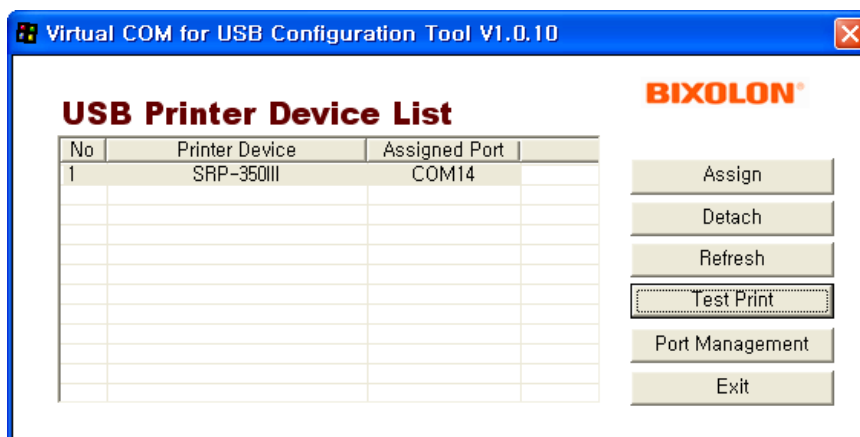 Virtual COM for USB Configuration Tool V1.0.10
BIXOLON®
USB Printer Device List
No Printer Device Assigned Port
1 SRP-350III COM14
Assign
Detach
Refresh
Test Print
Port Management
Exit